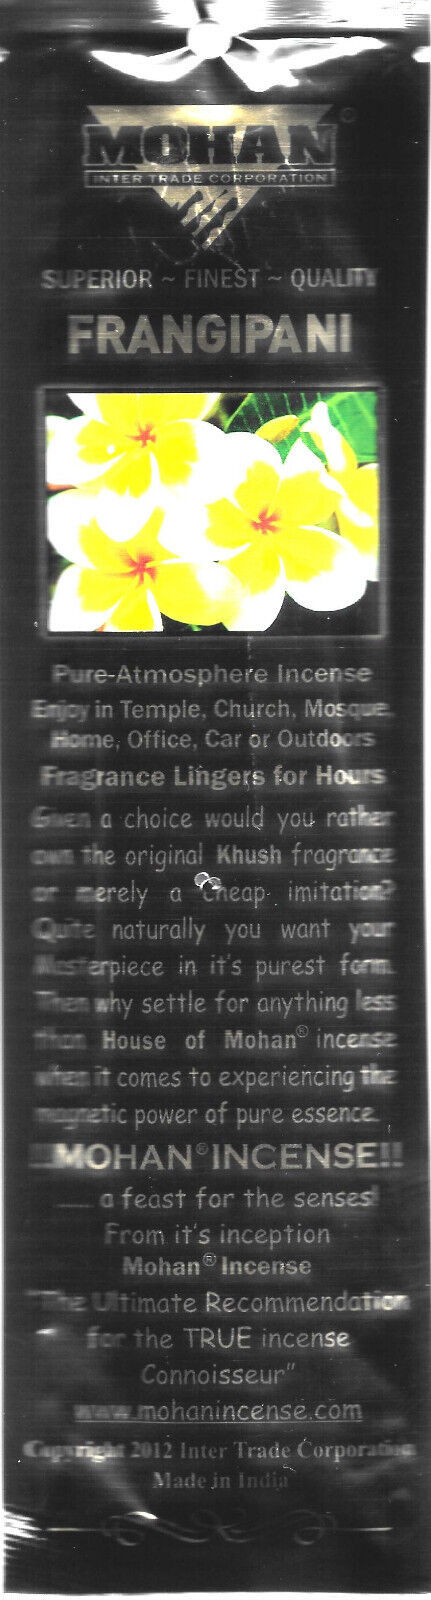 MOHAN®
INTER TRADE CORPORATION
SUPERIOR ~ FINEST ~ QUALITY
FRANGIPANI
Pure-Atmosphere Incense
Enjoy in Temple, Church, Mosque,
Home, Office, Car or Outdoors
Fragrance Lingers for Hours
Given a choice would you rather
own the original Khush fragrance
or merely a cheap imitation?
Quite naturally you want your
Masterpiece in it's purest form.
Then why settle for anything less
than House of Mohan® incense
when it comes to experiencing the
magnetic power of pure essence.
...MOHAN®INCENSE!!
..... a feast for the senses!
From it's inception
Mohan® Incense
"The Ultimate Recommendation
for the TRUE incense
Connoisseur"
www.mohanincense.com
Copyright 2012 Inter Trade Corporation
Made in India